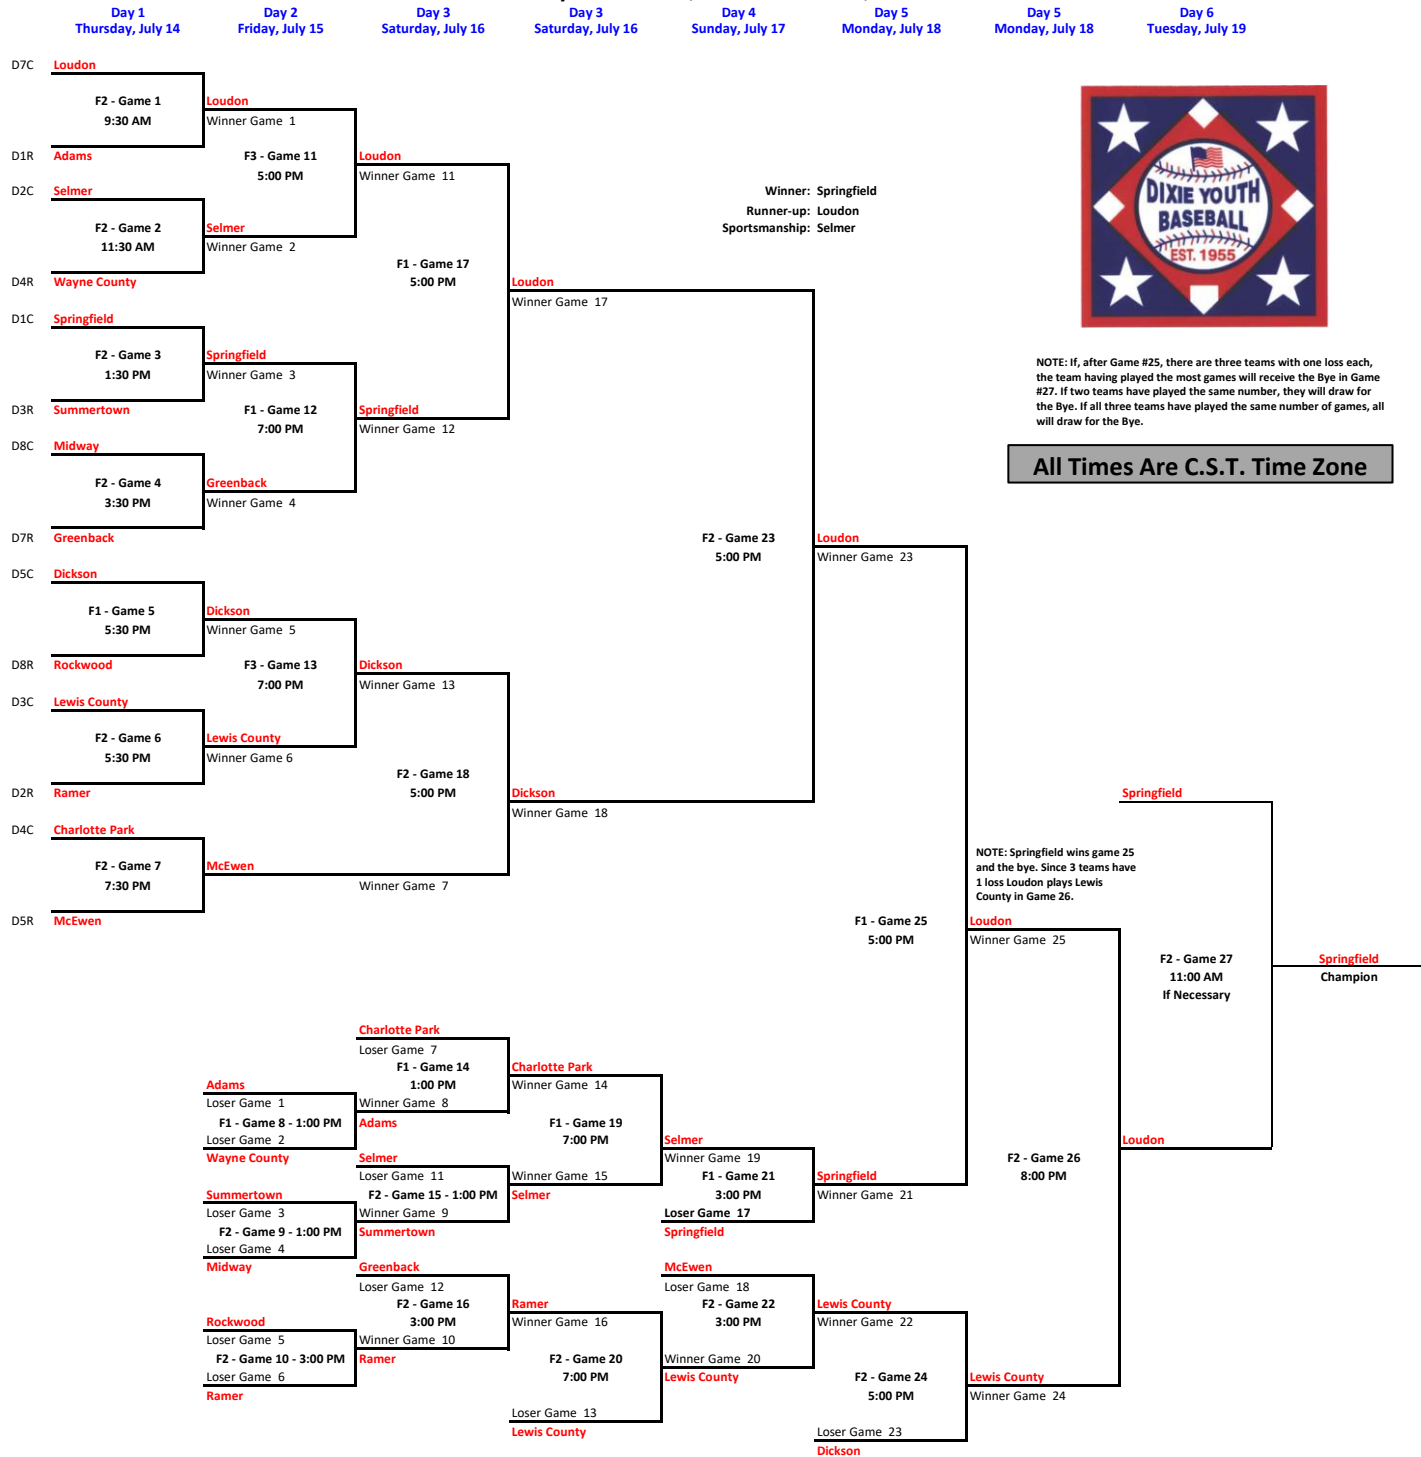 Day 1 Day 2 Day 3 Day 3 Day 4 Day 5 Day 5 Day 6
Thursday, July 14 Friday, July 15 Saturday, July 16 Saturday, July 16 Sunday, July 17 Monday, July 18 Monday, July 18 Tuesday, July 19
D7C Loudon
F2 - Game 1
9:30 AM
Loudon
Winner Game 1
D1R Adams
F3 - Game 11
5:00 PM
Loudon
Winner Game 11
D2C Selmer
F2 - Game 2
11:30 AM
Selmer
Winner Game 2
D4R Wayne County
F1 - Game 17
5:00 PM
Loudon
Winner Game 17
D1C Springfield
F2 - Game 3
1:30 PM
Springfield
Winner Game 3
D3R Summertown
F1 - Game 12
7:00 PM
Springfield
Winner Game 12
D8C Midway
F2 - Game 4
3:30 PM
Greenback
Winner Game 4
D7R Greenback
Winner: Springfield
Runner-up: Loudon
Sportsmanship: Selmer
DIXIE YOUTH
BASEBALL
EST. 1955
NOTE: If, after Game #25, there are three teams with one loss each,
the team having played the most games will receive the Bye in Game
#27. If two teams have played the same number, they will draw for
the Bye. If all three teams have played the same number of games, all
will draw for the Bye.
All Times Are C.S.T. Time Zone
F2 - Game 23
5:00 PM
Loudon
Winner Game 23
D5C Dickson
F1 - Game 5
5:30 PM
Dickson
Winner Game 5
D8R Rockwood
F3 - Game 13
7:00 PM
Dickson
Winner Game 13
D3C Lewis County
F2 - Game 6
5:30 PM
Lewis County
Winner Game 6
D2R Ramer
F2 - Game 18
5:00 PM
Dickson
Winner Game 18
D4C Charlotte Park
F2 - Game 7
7:30 PM
McEwen
Winner Game 7
D5R McEwen
Springfield
NOTE: Springfield wins game 25
and the bye. Since 3 teams have
1 loss Loudon plays Lewis
County in Game 26.
F1 - Game 25
5:00 PM
Loudon
Winner Game 25
F2 - Game 27
11:00 AM
If Necessary
Springfield
Champion
Charlotte Park
Loser Game 7
F1 - Game 14
1:00 PM
Charlotte Park
Winner Game 14
Adams
Loser Game 1
F1 - Game 8 - 1:00 PM
Loser Game 2
Wayne County
Winner Game 8
Adams
F1 - Game 19
7:00 PM
Selmer
Winner Game 19
Selmer
Loser Game 11
F2 - Game 15 - 1:00 PM
Winner Game 9
Summertown
Winner Game 15
Selmer
F1 - Game 21
3:00 PM
Springfield
Winner Game 21
Loser Game 17
Springfield
F2 - Game 26
8:00 PM
Loudon
Summertown
Loser Game 3
F2 - Game 9 - 1:00 PM
Loser Game 4
Midway
Greenback
Loser Game 12
F2 - Game 16
3:00 PM
Ramer
Winner Game 16
McEwen
Loser Game 18
F2 - Game 22
3:00 PM
Lewis County
Winner Game 22
Rockwood
Loser Game 5
F2 - Game 10 - 3:00 PM
Loser Game 6
Ramer
Winner Game 10
Ramer
F2 - Game 20
7:00 PM
Winner Game 20
Lewis County
F2 - Game 24
5:00 PM
Lewis County
Winner Game 24
Loser Game 13
Lewis County
Loser Game 23
Dickson